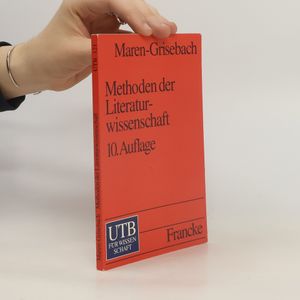 Maren-Grisebach
Methoden der
Literatur-
wissenschaft
10. Auflage
UTB
FÜR WISSEN
SCHAFT
Francke